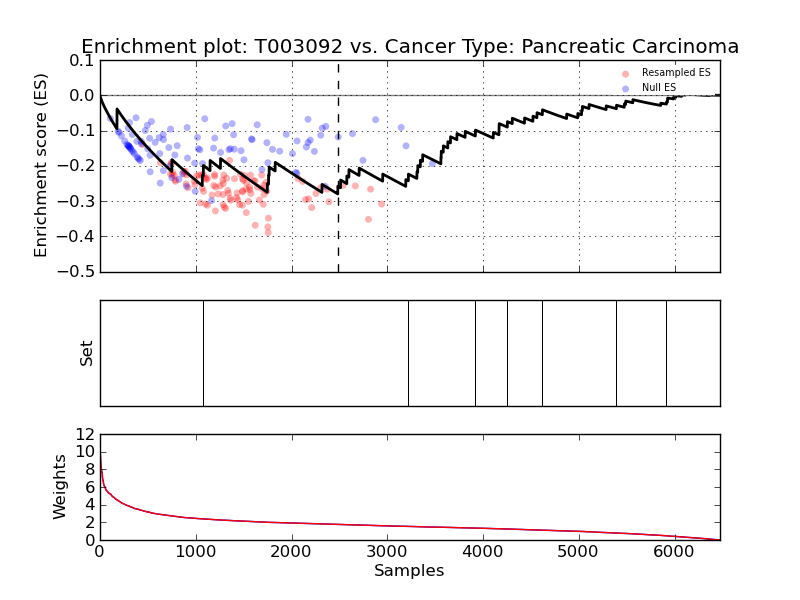 Enrichment plot: T003092 vs. Cancer Type: Pancreatic Carcinoma
0.1
0.0
−0.1
−0.2
−0.3
−0.4
−0.5
Enrichment score (ES)
Resampled ES
Null ES
Set
12
10
8
6
4
2
0
Weights
0 1000 2000 3000 4000 5000 6000
Samples